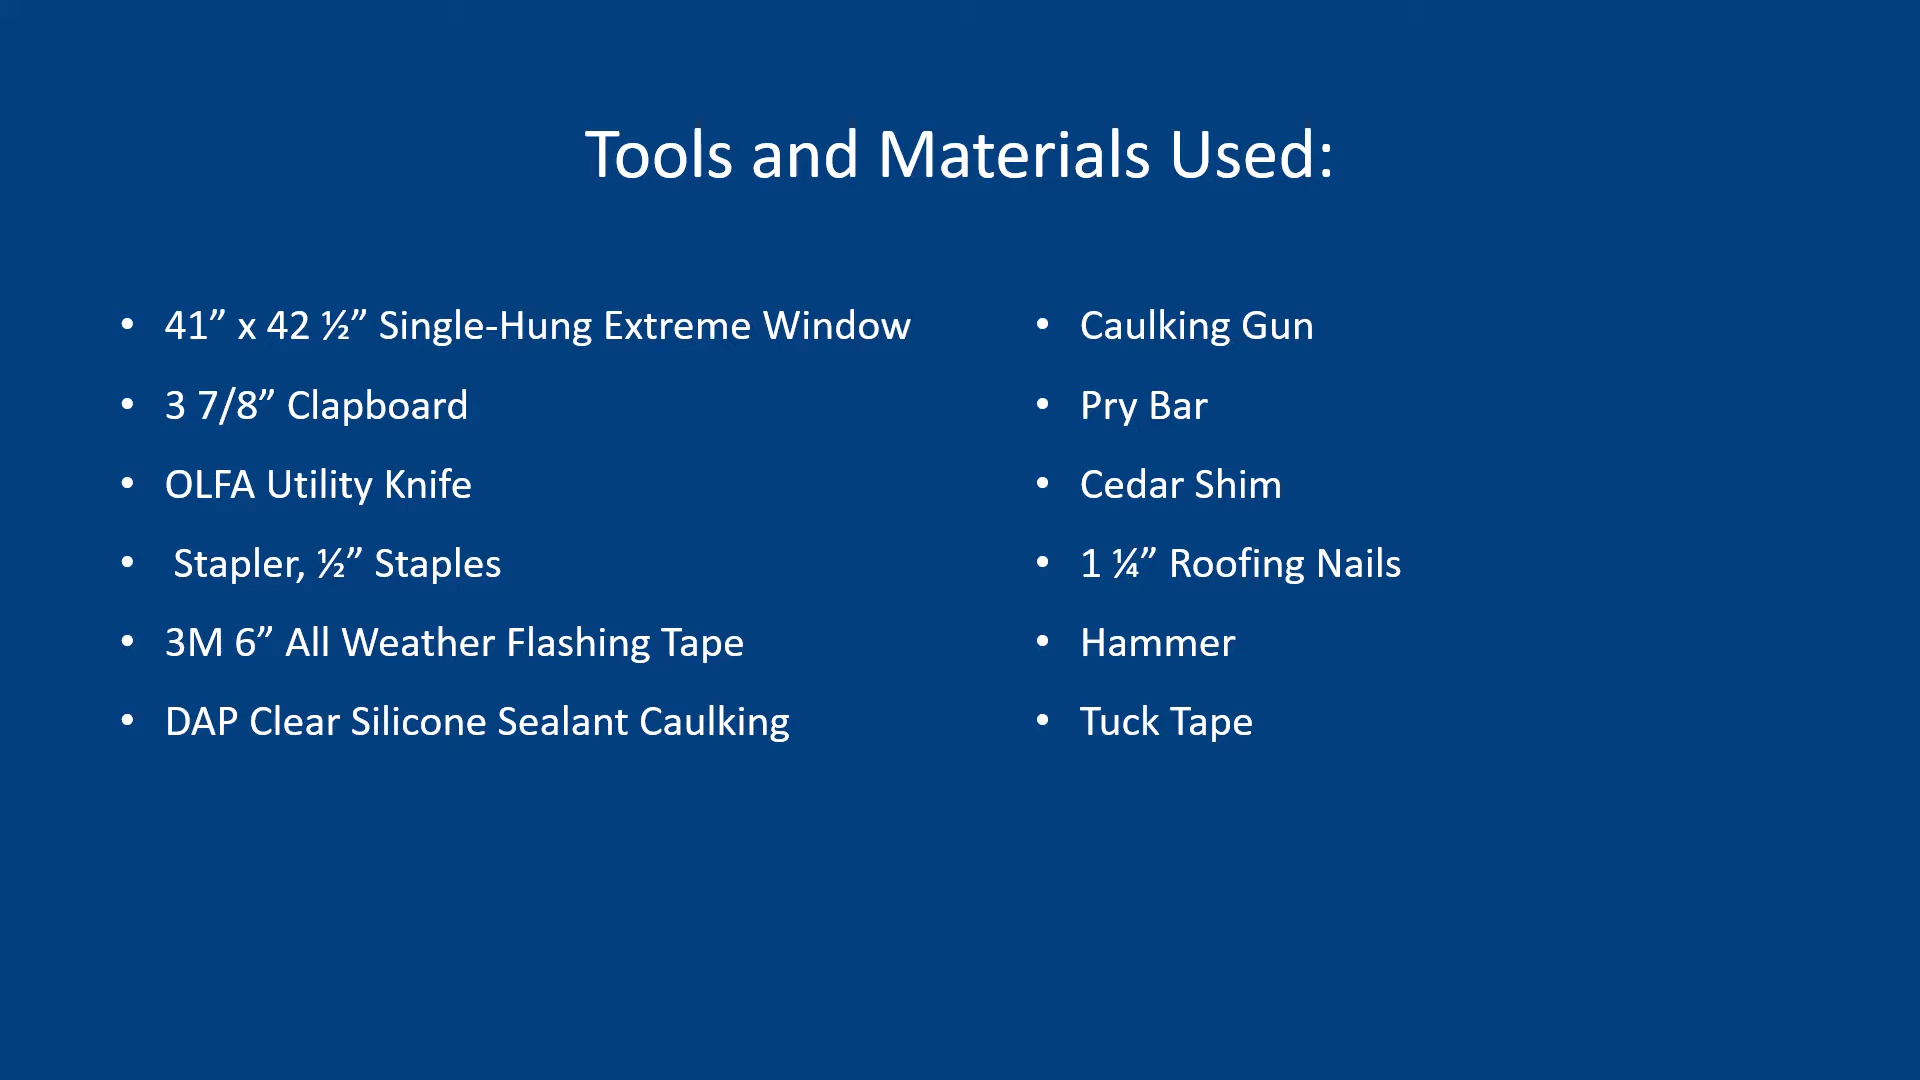 Tools and Materials Used:
• 41” x 42 ½” Single-Hung Extreme Window
• 3 7/8” Clapboard
• OLFA Utility Knife
• Stapler, ½” Staples
• 3M 6” All Weather Flashing Tape
• DAP Clear Silicone Sealant Caulking
• Caulking Gun
• Pry Bar
• Cedar Shim
• 1 ¼” Roofing Nails
• Hammer
• Tuck Tape